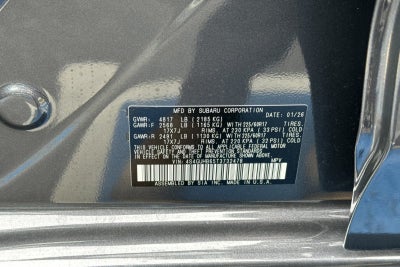 MFD. BY SUBARU CORPORATION DATE: 01/26
GVWR: 4817 LB (2185 KG)
GAWR:F 2568 LB (1165 KG) WITH 225/60R17 TIRES,
17X7J RIMS, AT 230 KPA (33 PSI) COLD
GAWR:R 2491 LB (1130 KG) WITH 225/60R17 TIRES,
17X7J RIMS, AT 220 KPA (32 PSI) COLD
THIS VEHICLE CONFORMS TO ALL APPLICABLE FEDERAL MOTOR
VEHICLE SAFETY AND THEFT PREVENTION STANDARDS
IN EFFECT ON THE DATE OF MANUFACTURE SHOWN ABOVE.
VIN: MPV
ASSEMBLED BY SIA INC., MADE IN U.S.A.